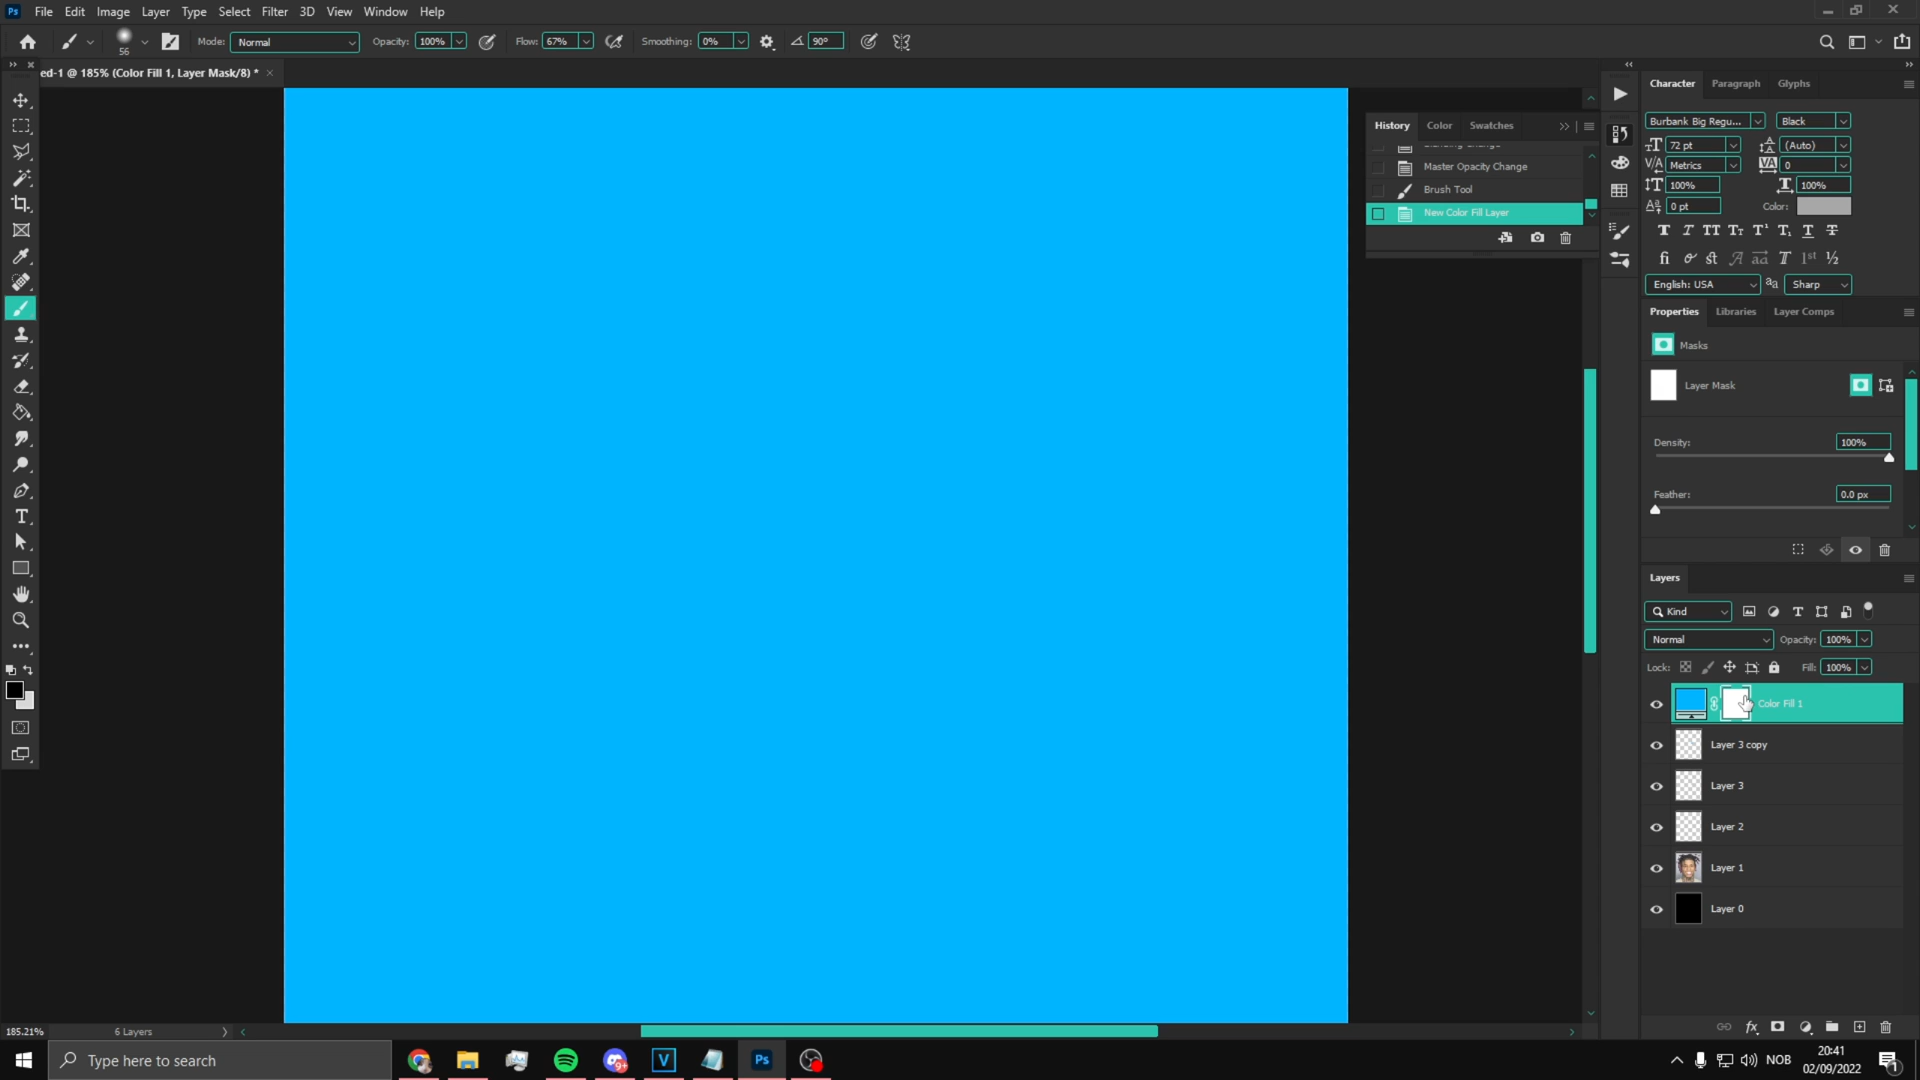 Ps File Edit Image Layer Type Select Filter 3D View Window Help
56 Mode: Normal Opacity: 100% Flow: 67% Smoothing: 0% 90°
ed-1 @ 185% (Color Fill 1, Layer Mask/8) * ×
History Color Swatches
Master Opacity Change
Brush Tool
New Color Fill Layer
Character Paragraph Glyphs
Burbank Big Regu... Black
72 pt (Auto)
Metrics 0
100% 100%
0 pt Color:
English: USA aa Sharp
Properties Libraries Layer Comps
Masks
Layer Mask
Density: 100%
Feather: 0.0 px
Layers
Kind
Normal Opacity: 100%
Lock: Fill: 100%
Color Fill 1
Layer 3 copy
Layer 3
Layer 2
Layer 1
Layer 0
185.21% 6 Layers
Type here to search
NOB
20:41
02/09/2022